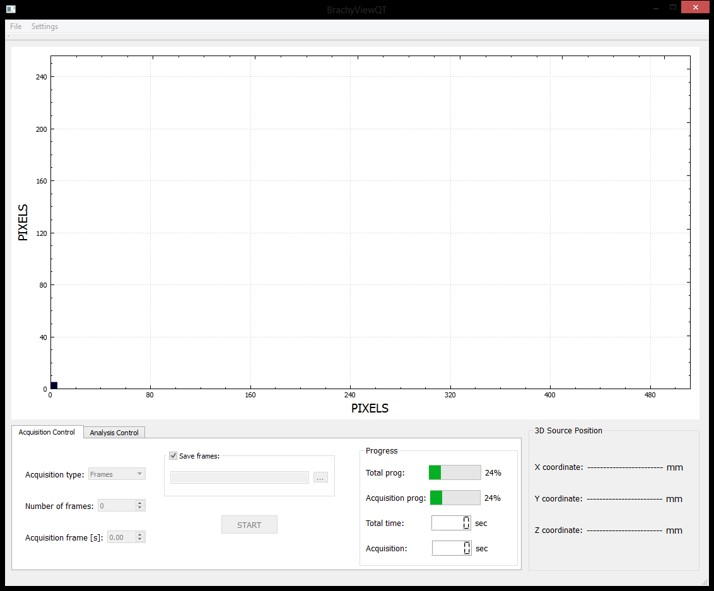 BrachyViewQT
File Settings
240
200
160
120
80
40
0
PIXELS
0 80 160 240 320 400 480
PIXELS
Acquisition Control Analysis Control
Acquisition type: Frames
Number of frames: 0
Acquisition frame [s]: 0.00
Save frames:
...
START
Progress
Total prog: 24%
Acquisition prog: 24%
Total time: 0 sec
Acquisition: 0 sec
3D Source Position
X coordinate: ------------------------ mm
Y coordinate: ------------------------ mm
Z coordinate: ------------------------ mm